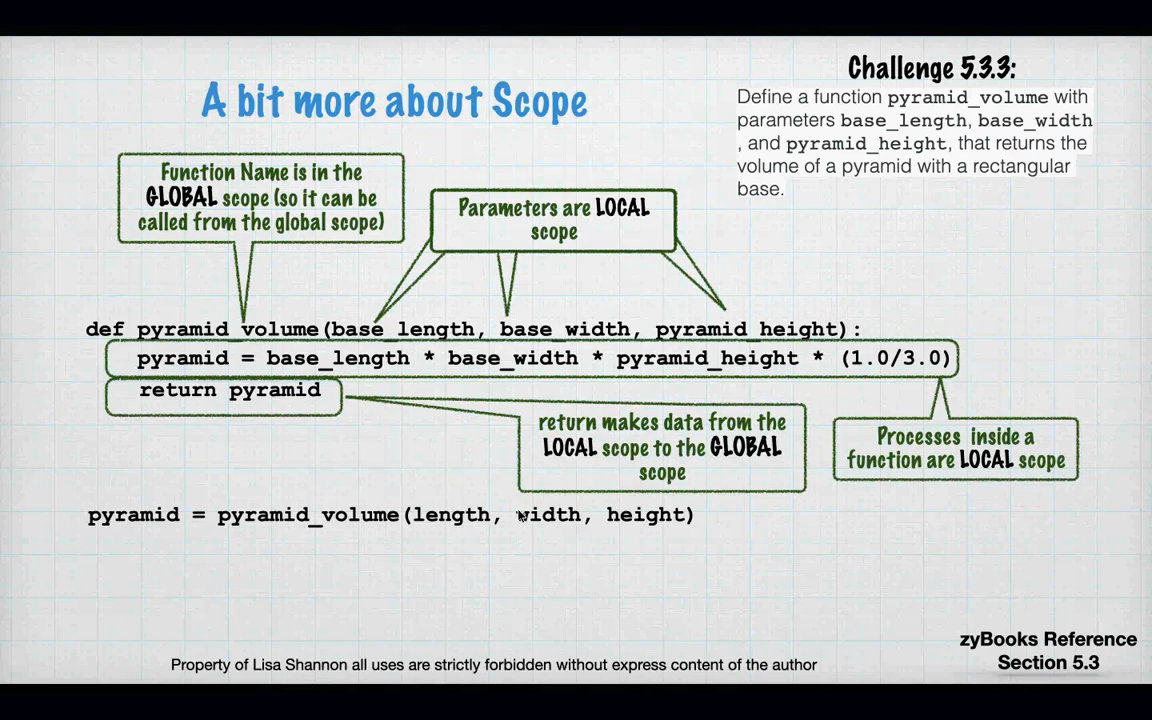 A bit more about Scope
Challenge 5.3.3:
Define a function pyramid_volume with
parameters base_length, base_width
, and pyramid_height, that returns the
volume of a pyramid with a rectangular
base.
Function Name is in the
GLOBAL scope (so it can be
called from the global scope)
Parameters are LOCAL
scope
def pyramid_volume(base_length, base_width, pyramid_height):
pyramid = base_length * base_width * pyramid_height * (1.0/3.0)
return pyramid
return makes data from the
LOCAL scope to the GLOBAL
scope
Processes inside a
function are LOCAL scope
pyramid = pyramid_volume(length, width, height)
zyBooks Reference
Section 5.3
Property of Lisa Shannon all uses are strictly forbidden without express content of the author